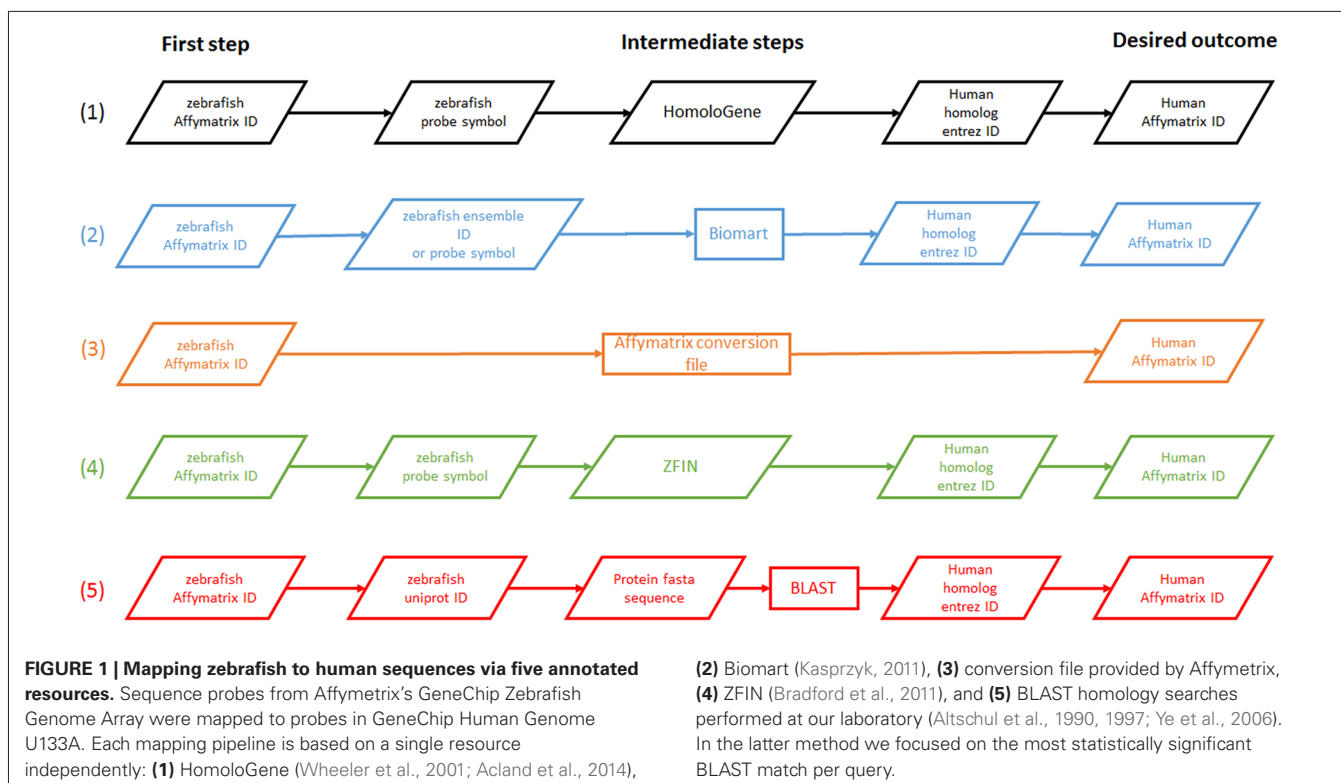 First step
Intermediate steps
Desired outcome
(1)
zebrafish
Affymatrix ID
zebrafish
probe symbol
HomoloGene
Human
homolog
entrez ID
Human
Affymatrix ID
(2)
zebrafish
Affymatrix ID
zebrafish ensemble
ID
or probe symbol
Biomart
Human
homolog
entrez ID
Human
Affymatrix ID
(3)
zebrafish
Affymatrix ID
Affymatrix conversion
file
Human
Affymatrix ID
(4)
zebrafish
Affymatrix ID
zebrafish
probe symbol
ZFIN
Human
homolog
entrez ID
Human
Affymatrix ID
(5)
zebrafish
Affymatrix ID
zebrafish
uniprot ID
Protein fasta
sequence
BLAST
Human
homolog
entrez ID
Human
Affymatrix ID
FIGURE 1 | Mapping zebrafish to human sequences via five annotated
resources. Sequence probes from Affymetrix's GeneChip Zebrafish
Genome Array were mapped to probes in GeneChip Human Genome
U133A. Each mapping pipeline is based on a single resource
independently: (1) HomoloGene (Wheeler et al., 2001; Acland et al., 2014),
(2) Biomart (Kasprzyk, 2011), (3) conversion file provided by Affymetrix,
(4) ZFIN (Bradford et al., 2011), and (5) BLAST homology searches
performed at our laboratory (Altschul et al., 1990, 1997; Ye et al., 2006).
In the latter method we focused on the most statistically significant
BLAST match per query.